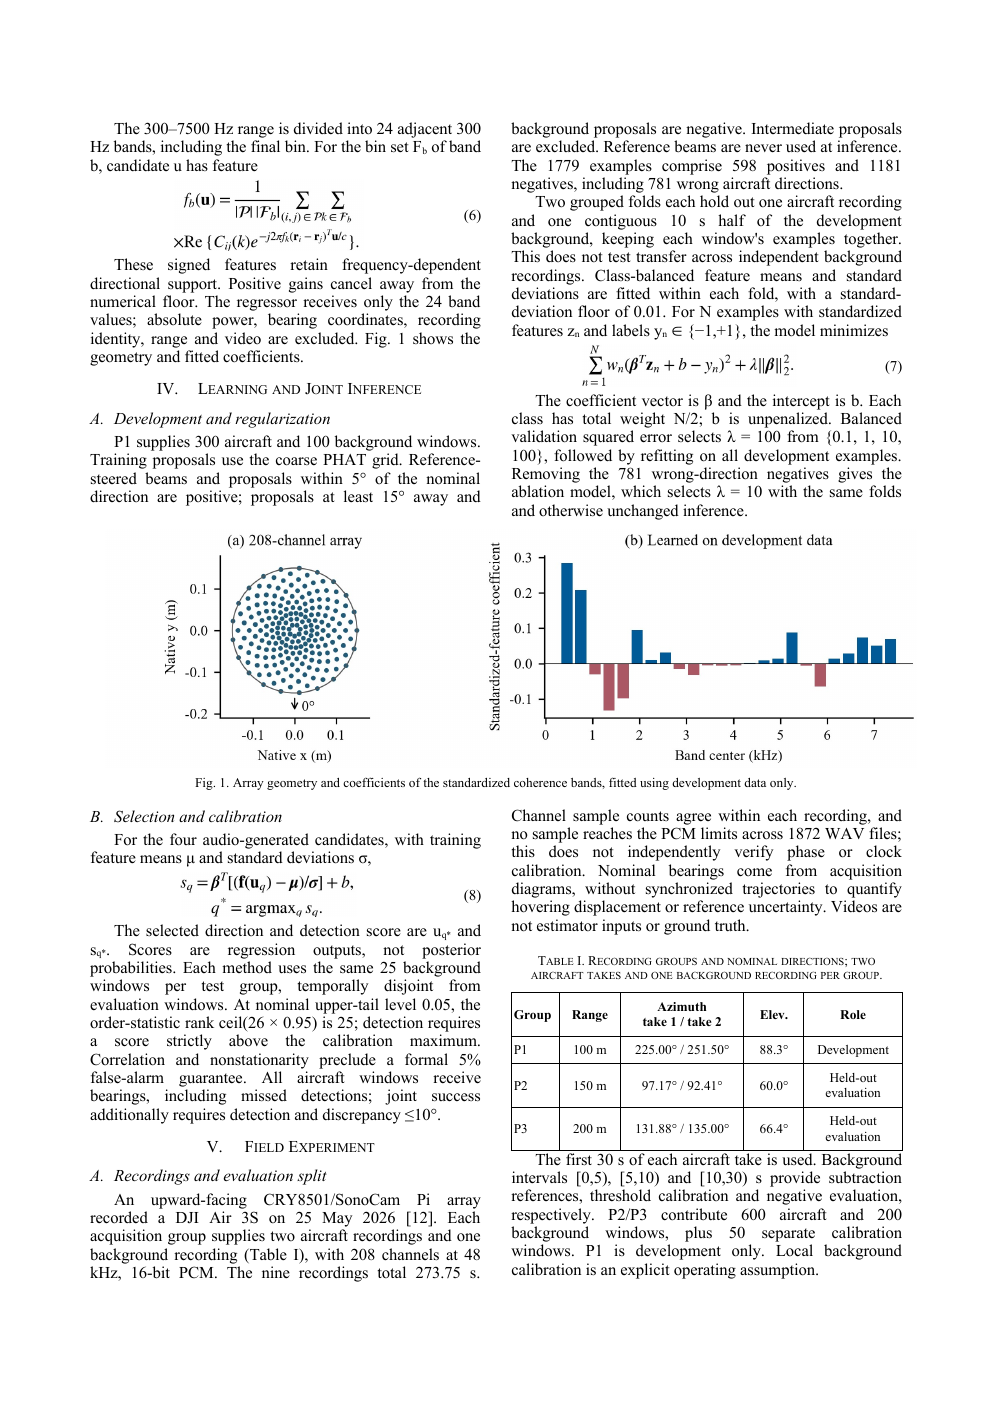 The 300–7500 Hz range is divided into 24 adjacent 300
Hz bands, including the final bin. For the bin set F_b of band
b, candidate u has feature
f_b(u) = 1/(|P| |F_b|) ∑_{(i, j) ∈ P} ∑_{k ∈ F_b} (6)
×Re {C_ij(k)e^{−j2πf_k(r_i − r_j)^T u/c}}.
These signed features retain frequency-dependent
directional support. Positive gains cancel away from the
numerical floor. The regressor receives only the 24 band
values; absolute power, bearing coordinates, recording
identity, range and video are excluded. Fig. 1 shows the
geometry and fitted coefficients.
IV. LEARNING AND JOINT INFERENCE
A. Development and regularization
P1 supplies 300 aircraft and 100 background windows.
Training proposals use the coarse PHAT grid. Reference-
steered beams and proposals within 5° of the nominal
direction are positive; proposals at least 15° away and
background proposals are negative. Intermediate proposals
are excluded. Reference beams are never used at inference.
The 1779 examples comprise 598 positives and 1181
negatives, including 781 wrong aircraft directions.
Two grouped folds each hold out one aircraft recording
and one contiguous 10 s half of the development
background, keeping each window's examples together.
This does not test transfer across independent background
recordings. Class-balanced feature means and standard
deviations are fitted within each fold, with a standard-
deviation floor of 0.01. For N examples with standardized
features z_n and labels y_n ∈ {−1,+1}, the model minimizes
∑_{n = 1}^{N} w_n(β^T z_n + b − y_n)^2 + λ||β||_2^2. (7)
The coefficient vector is β and the intercept is b. Each
class has total weight N/2; b is unpenalized. Balanced
validation squared error selects λ = 100 from {0.1, 1, 10,
100}, followed by refitting on all development examples.
Removing the 781 wrong-direction negatives gives the
ablation model, which selects λ = 10 with the same folds
and otherwise unchanged inference.
(a) 208-channel array
Native y (m)
0.1
0.0
-0.1
-0.2
0°
-0.1 0.0 0.1
Native x (m)
(b) Learned on development data
Standardized-feature coefficient
0.3
0.2
0.1
0.0
-0.1
0 1 2 3 4 5 6 7
Band center (kHz)
Fig. 1. Array geometry and coefficients of the standardized coherence bands, fitted using development data only.
B. Selection and calibration
For the four audio-generated candidates, with training
feature means μ and standard deviations σ,
s_q = β^T[(f(u_q) − μ)/σ] + b,
q* = argmax_q s_q. (8)
The selected direction and detection score are u_q* and
s_q*. Scores are regression outputs, not posterior
probabilities. Each method uses the same 25 background
windows per test group, temporally disjoint from
evaluation windows. At nominal upper-tail level 0.05, the
order-statistic rank ceil(26 × 0.95) is 25; detection requires
a score strictly above the calibration maximum.
Correlation and nonstationarity preclude a formal 5%
false-alarm guarantee. All aircraft windows receive
bearings, including missed detections; joint success
additionally requires detection and discrepancy ≤10°.
V. FIELD EXPERIMENT
A. Recordings and evaluation split
An upward-facing CRY8501/SonoCam Pi array
recorded a DJI Air 3S on 25 May 2026 [12]. Each
acquisition group supplies two aircraft recordings and one
background recording (Table I), with 208 channels at 48
kHz, 16-bit PCM. The nine recordings total 273.75 s.
Channel sample counts agree within each recording, and
no sample reaches the PCM limits across 1872 WAV files;
this does not independently verify phase or clock
calibration. Nominal bearings come from acquisition
diagrams, without synchronized trajectories to quantify
hovering displacement or reference uncertainty. Videos are
not estimator inputs or ground truth.
TABLE I. RECORDING GROUPS AND NOMINAL DIRECTIONS; TWO
AIRCRAFT TAKES AND ONE BACKGROUND RECORDING PER GROUP.
Group Range Azimuth take 1 / take 2 Elev. Role
P1 100 m 225.00° / 251.50° 88.3° Development
P2 150 m 97.17° / 92.41° 60.0° Held-out evaluation
P3 200 m 131.88° / 135.00° 66.4° Held-out evaluation
The first 30 s of each aircraft take is used. Background
intervals [0,5), [5,10) and [10,30) s provide subtraction
references, threshold calibration and negative evaluation,
respectively. P2/P3 contribute 600 aircraft and 200
background windows, plus 50 separate calibration
windows. P1 is development only. Local background
calibration is an explicit operating assumption.